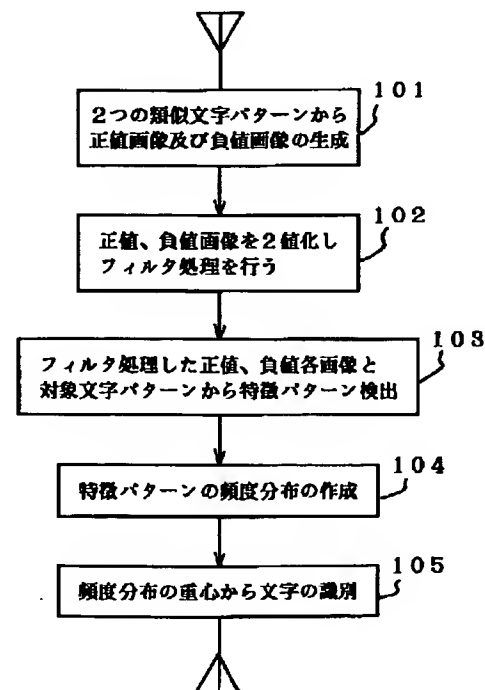 101
2つの類似文字パターンから
正値画像及び負値画像の生成
102
正値、負値画像を2値化し
フィルタ処理を行う
103
フィルタ処理した正値、負値各画像と
対象文字パターンから特徴パターン検出
104
特徴パターンの頻度分布の作成
105
頻度分布の重心から文字の識別